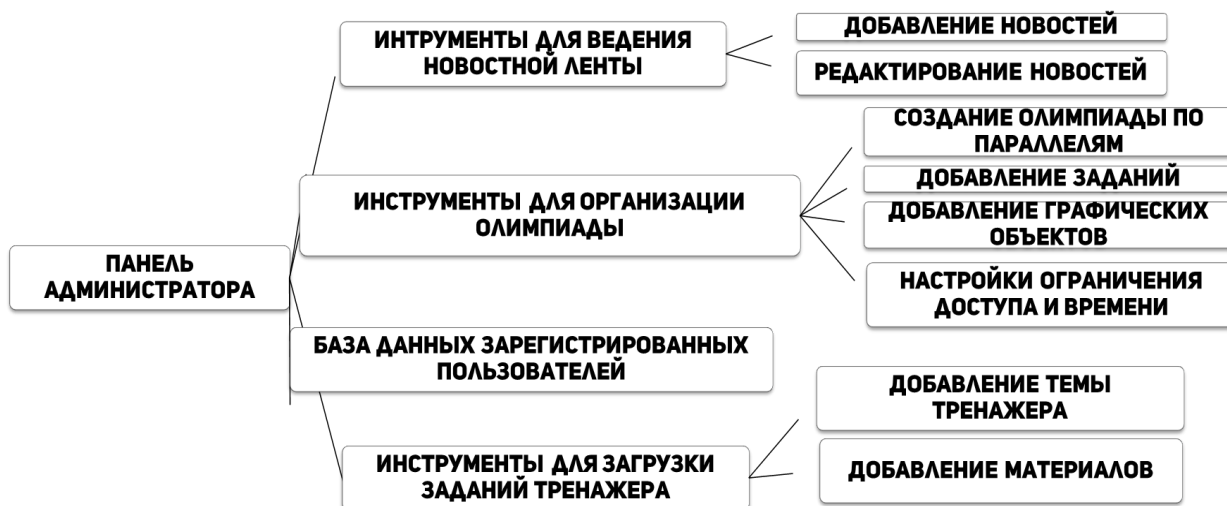 ИНТРУМЕНТЫ ДЛЯ ВЕДЕНИЯ
НОВОСТНОЙ ЛЕНТЫ
ДОБАВЛЕНИЕ НОВОСТЕЙ
РЕДАКТИРОВАНИЕ НОВОСТЕЙ
СОЗДАНИЕ ОЛИМПИАДЫ ПО
ПАРАЛЛЕЛЯМ
ИНСТРУМЕНТЫ ДЛЯ ОРГАНИЗАЦИИ
ОЛИМПИАДЫ
ДОБАВЛЕНИЕ ЗАДАНИЙ
ДОБАВЛЕНИЕ ГРАФИЧЕСКИХ
ОБЪЕКТОВ
НАСТРОЙКИ ОГРАНИЧЕНИЯ
ДОСТУПА И ВРЕМЕНИ
ПАНЕЛЬ
АДМИНИСТРАТОРА
БАЗА ДАННЫХ ЗАРЕГИСТРИРОВАННЫХ
ПОЛЬЗОВАТЕЛЕЙ
ИНСТРУМЕНТЫ ДЛЯ ЗАГРУЗКИ
ЗАДАНИЙ ТРЕНАЖЕРА
ДОБАВЛЕНИЕ ТЕМЫ
ТРЕНАЖЕРА
ДОБАВЛЕНИЕ МАТЕРИАЛОВ